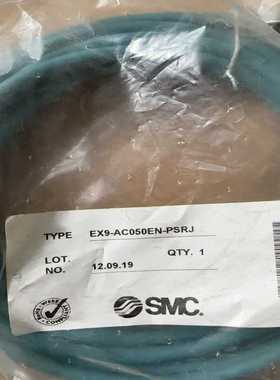 TYPE EX9-AC050EN-PSRJ
LOT. QTY. 1
NO. 12.09.19
SMC.